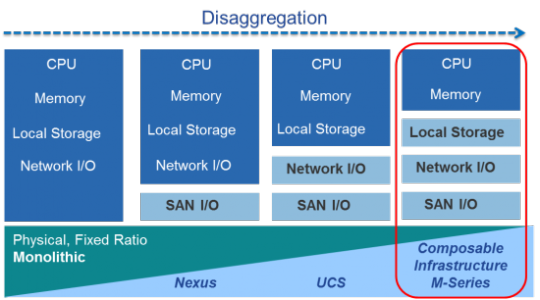 Disaggregation
CPU
Memory
Local Storage
Network I/O
CPU
Memory
Local Storage
Network I/O
SAN I/O
CPU
Memory
Local Storage
Network I/O
SAN I/O
CPU
Memory
Local Storage
Network I/O
SAN I/O
Physical, Fixed Ratio
Monolithic
Nexus
UCS
Composable
Infrastructure
M-Series